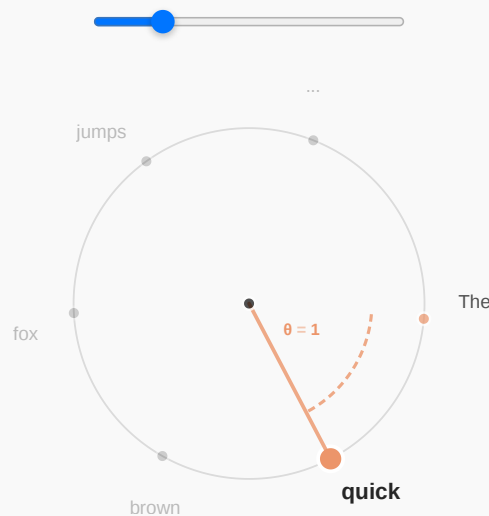 ...
jumps
The
θ = 1
fox
quick
brown